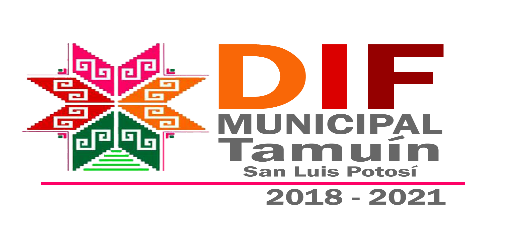 DIF
MUNICIPAL
Tamuín
San Luis Potosí
2018 - 2021